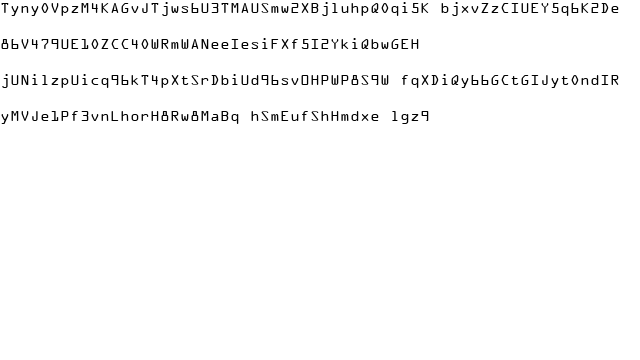 Tyny0VpzM4KAGvJTjws6U3TMAUSmw2XBjluhpQ0qi5K bjxvZzCIUEY5q6K2De
86V479UE10ZCC40WRmWANeeIesiFXf5I2YkiQbwGEH
jUNilzpUicq96kT4pXtSrDbiUd96svOHPWP8S9W fqXDiQy66GCtGIJyt0ndIR
yMVJe1Pf3vnLhorH8Rw8MaBq hSmEufShHmdxe lgz9